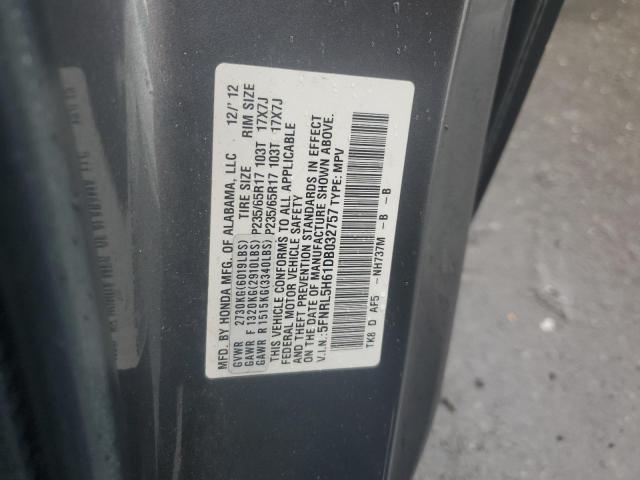 MFD. BY HONDA MFG. OF ALABAMA, LLC 12/'12
TIRE SIZE RIM SIZE
GVWR 2730KG(6019LBS)
GAWR F 1320KG(2910LBS) P235/65R17 103T 17X7J
GAWR R 1515KG(3340LBS) P235/65R17 103T 17X7J
THIS VEHICLE CONFORMS TO ALL APPLICABLE
FEDERAL MOTOR VEHICLE SAFETY
AND THEFT PREVENTION STANDARDS IN EFFECT
ON THE DATE OF MANUFACTURE SHOWN ABOVE.
V.I.N.: 5FNRL5H61DB032757 TYPE: MPV
TK8 D AF5 -NH737M -B -B